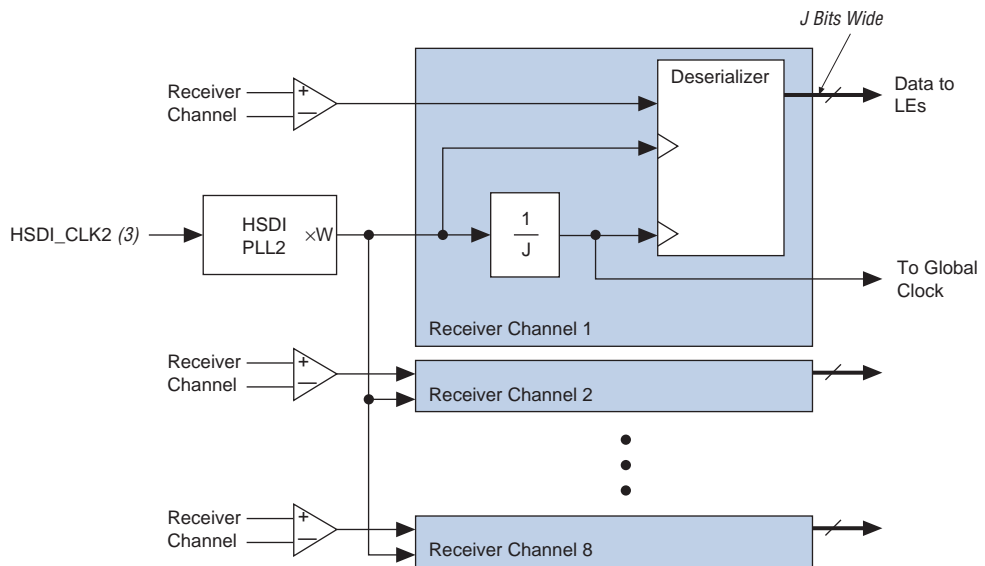 J Bits Wide
Deserializer
Receiver
Channel
+
–
Data to
LEs
HSDI_CLK2 (3)
HSDI
PLL2
×W
1
J
To Global
Clock
Receiver Channel 1
Receiver
Channel
+
–
Receiver Channel 2
Receiver
Channel
+
–
Receiver Channel 8